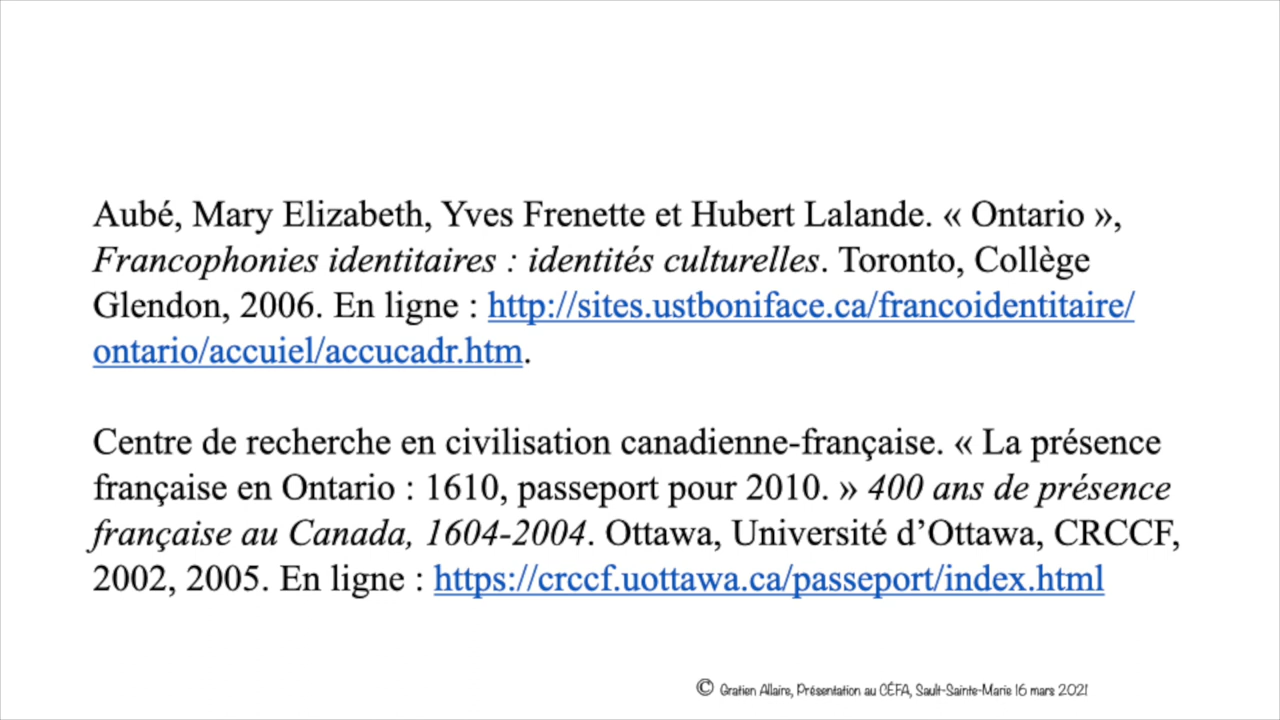 Aubé, Mary Elizabeth, Yves Frenette et Hubert Lalande. « Ontario »,
Francophonies identitaires : identités culturelles. Toronto, Collège
Glendon, 2006. En ligne : http://sites.ustboniface.ca/francoidentitaire/
ontario/accuiel/accucadr.htm.
Centre de recherche en civilisation canadienne-française. « La présence
française en Ontario : 1610, passeport pour 2010. » 400 ans de présence
française au Canada, 1604-2004. Ottawa, Université d’Ottawa, CRCCF,
2002, 2005. En ligne : https://crccf.uottawa.ca/passeport/index.html
© Gratien Allaire, Présentation au CÉFA, Sault-Sainte-Marie 16 mars 2021